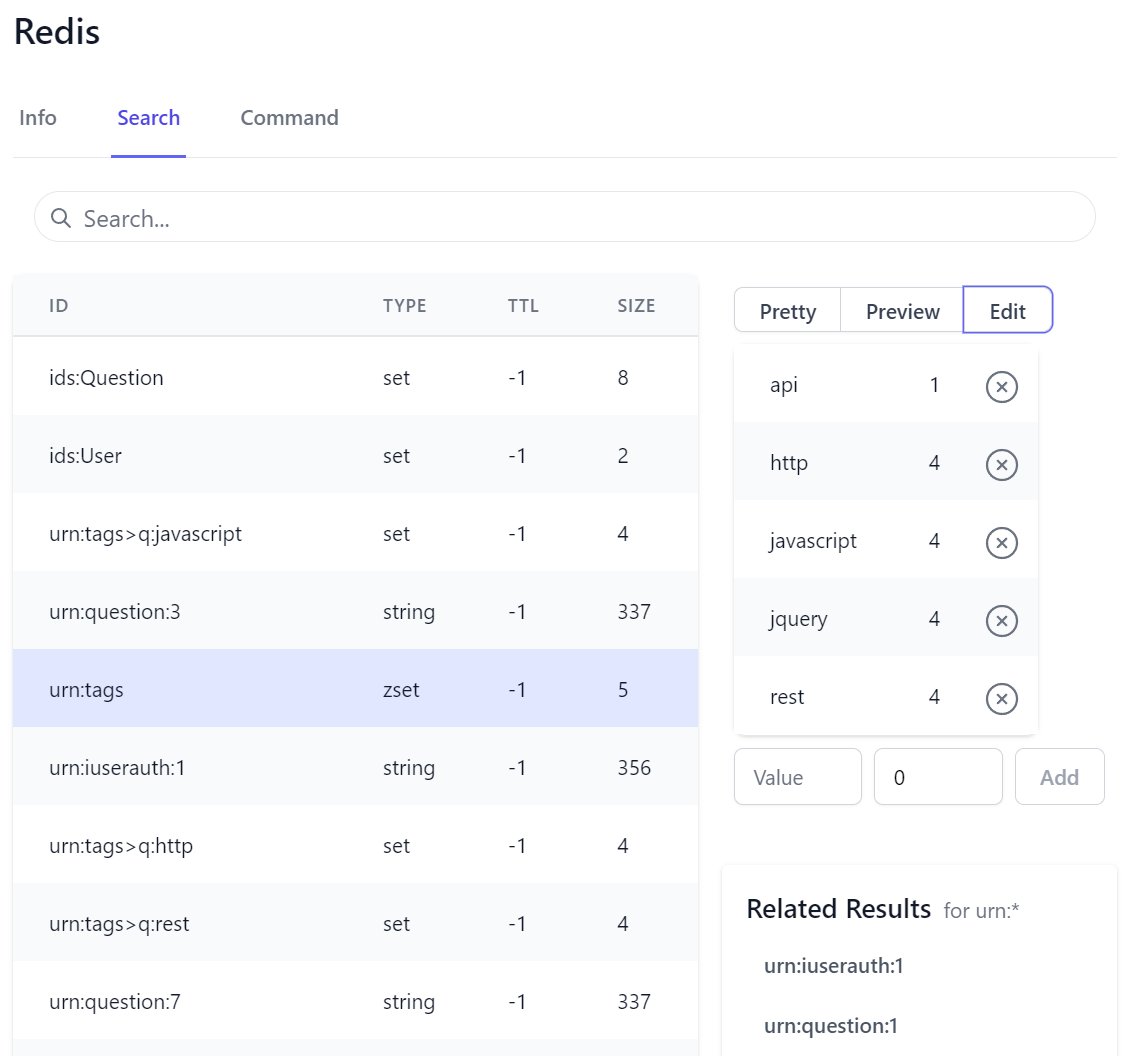 Redis
Info Search Command
Search...
ID TYPE TTL SIZE
ids:Question set -1 8
ids:User set -1 2
urn:tags>q:javascript set -1 4
urn:question:3 string -1 337
urn:tags zset -1 5
urn:iuserauth:1 string -1 356
urn:tags>q:http set -1 4
urn:tags>q:rest set -1 4
urn:question:7 string -1 337
Pretty Preview Edit
api 1
http 4
javascript 4
jquery 4
rest 4
Value 0 Add
Related Results for urn:*
urn:iuserauth:1
urn:question:1